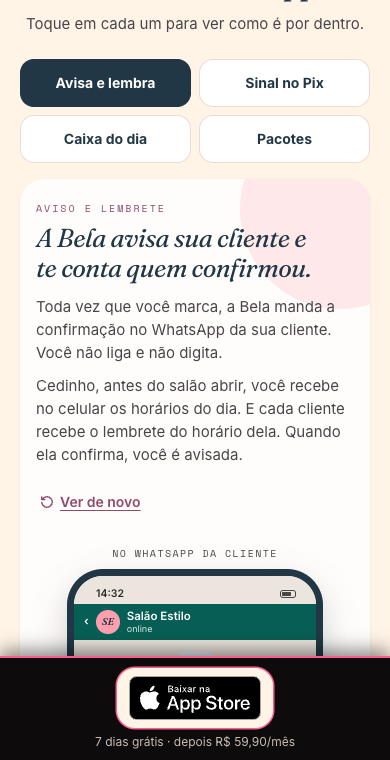 Toque em cada um para ver como é por dentro.
Avisa e lembra
Sinal no Pix
Caixa do dia
Pacotes
AVISO E LEMBRETE
A Bela avisa sua cliente e
te conta quem confirmou.
Toda vez que você marca, a Bela manda a
confirmação no WhatsApp da sua cliente.
Você não liga e não digita.
Cedinho, antes do salão abrir, você recebe
no celular os horários do dia. E cada cliente
recebe o lembrete do horário dela. Quando
ela confirma, você é avisada.
Ver de novo
NO WHATSAPP DA CLIENTE
14:32
SE
Salão Estilo
online
Baixar na
App Store
7 dias grátis · depois R$ 59,90/mês